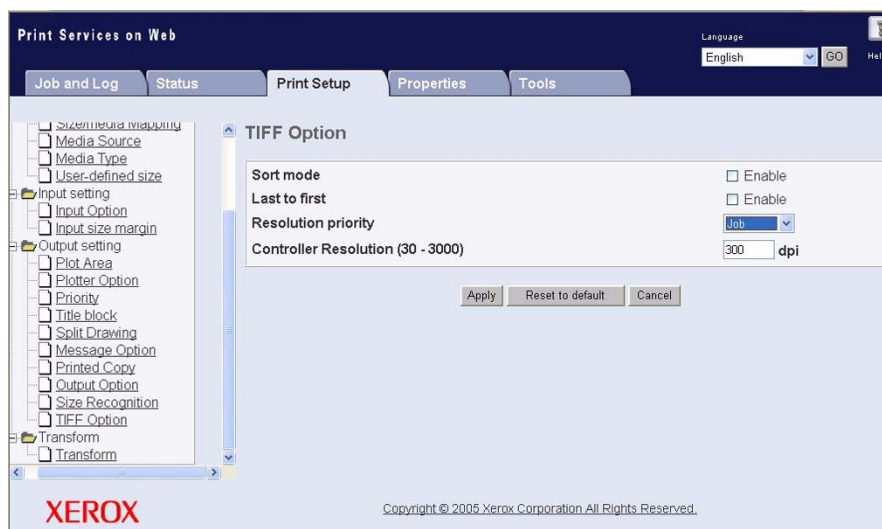 Print Services on Web
Language
English GO
Job and Log Status Print Setup Properties Tools
Size/media Mapping
Media Source
Media Type
User-defined size
Input setting
Input Option
Input size margin
Output setting
Plot Area
Plotter Option
Priority
Title block
Split Drawing
Message Option
Printed Copy
Output Option
Size Recognition
TIFF Option
Transform
Transform
TIFF Option
Sort mode Enable
Last to first Enable
Resolution priority Job
Controller Resolution (30 - 3000) 300 dpi
Apply Reset to default Cancel
XEROX
Copyright © 2005 Xerox Corporation All Rights Reserved.